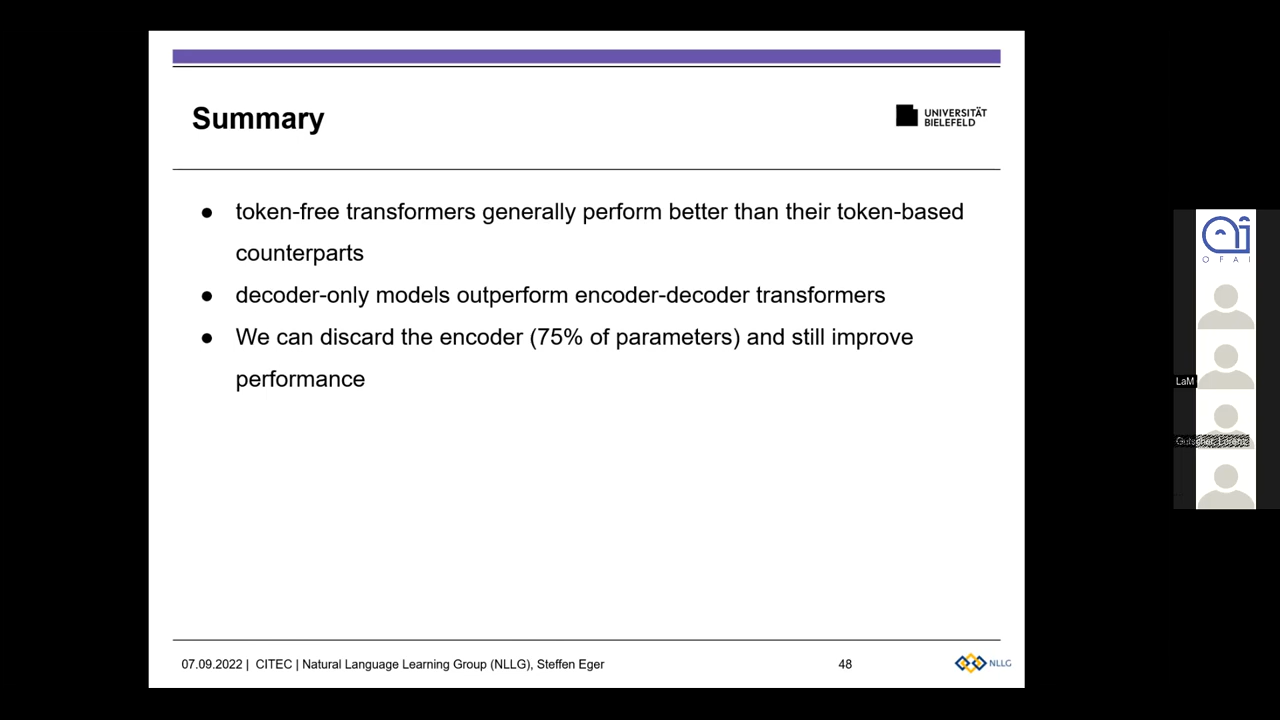 Summary
UNIVERSITÄT
BIELEFELD
● token-free transformers generally perform better than their token-based
counterparts
● decoder-only models outperform encoder-decoder transformers
● We can discard the encoder (75% of parameters) and still improve
performance
07.09.2022 | CITEC | Natural Language Learning Group (NLLG), Steffen Eger
48
NLLG
OFAI
LaM